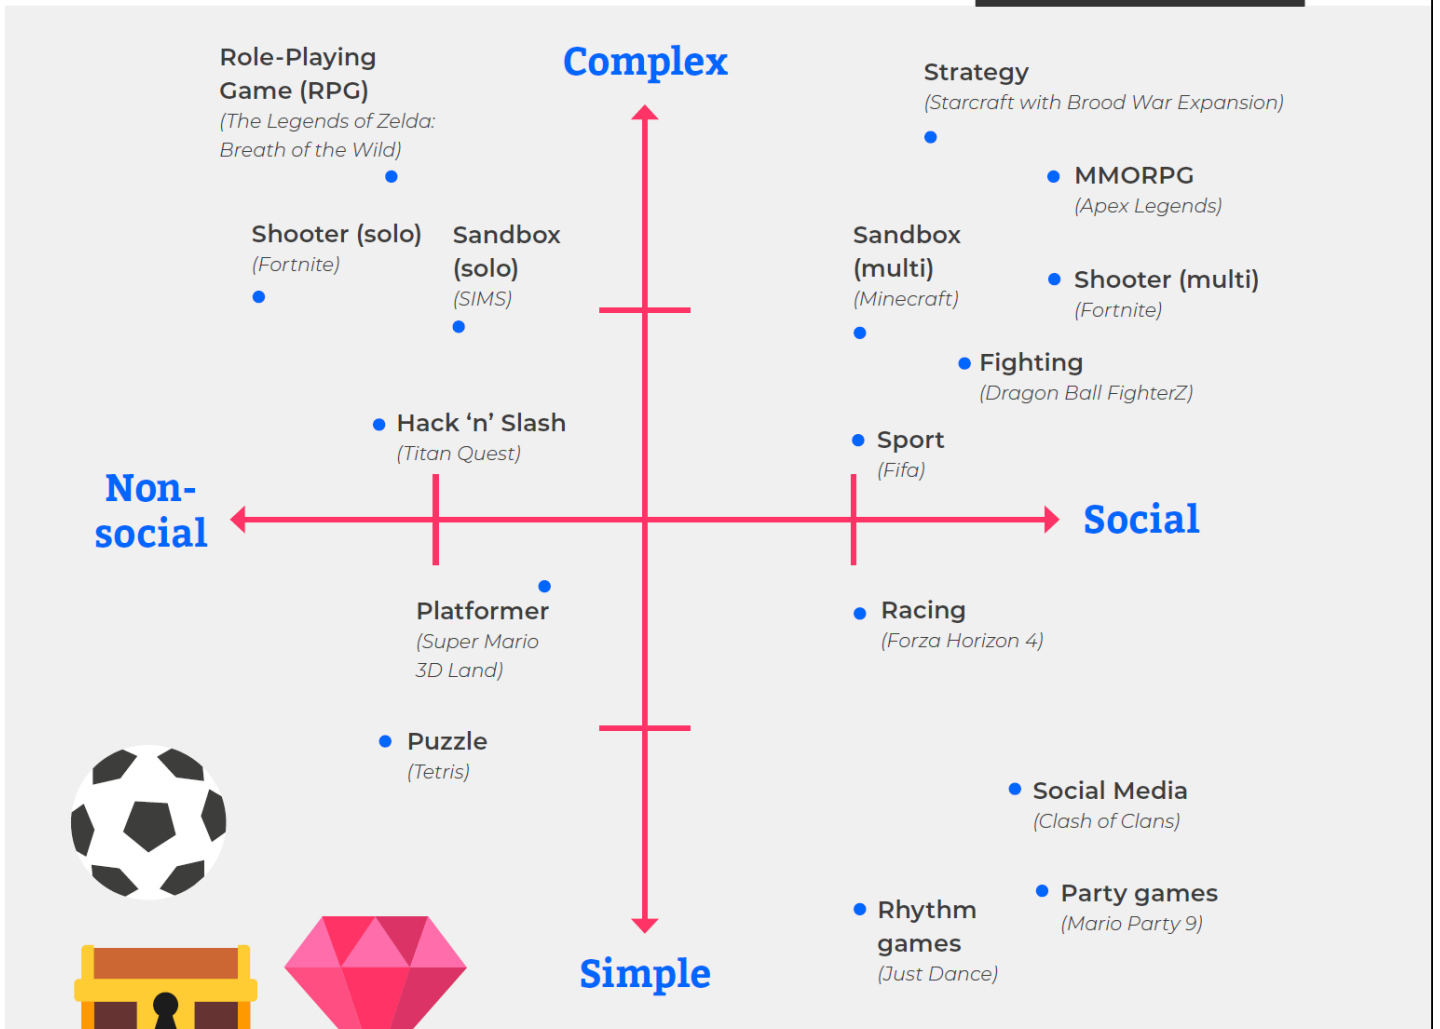 Role-Playing
Game (RPG)
(The Legends of Zelda:
Breath of the Wild)
Complex
Strategy
(Starcraft with Brood War Expansion)
MMORPG
(Apex Legends)
Shooter (solo)
(Fortnite)
Sandbox
(solo)
(SIMS)
Sandbox
(multi)
(Minecraft)
Shooter (multi)
(Fortnite)
Fighting
(Dragon Ball FighterZ)
Hack ‘n’ Slash
(Titan Quest)
Sport
(Fifa)
Non-
social
Social
Platformer
(Super Mario
3D Land)
Racing
(Forza Horizon 4)
Puzzle
(Tetris)
Social Media
(Clash of Clans)
Party games
(Mario Party 9)
Rhythm
games
(Just Dance)
Simple